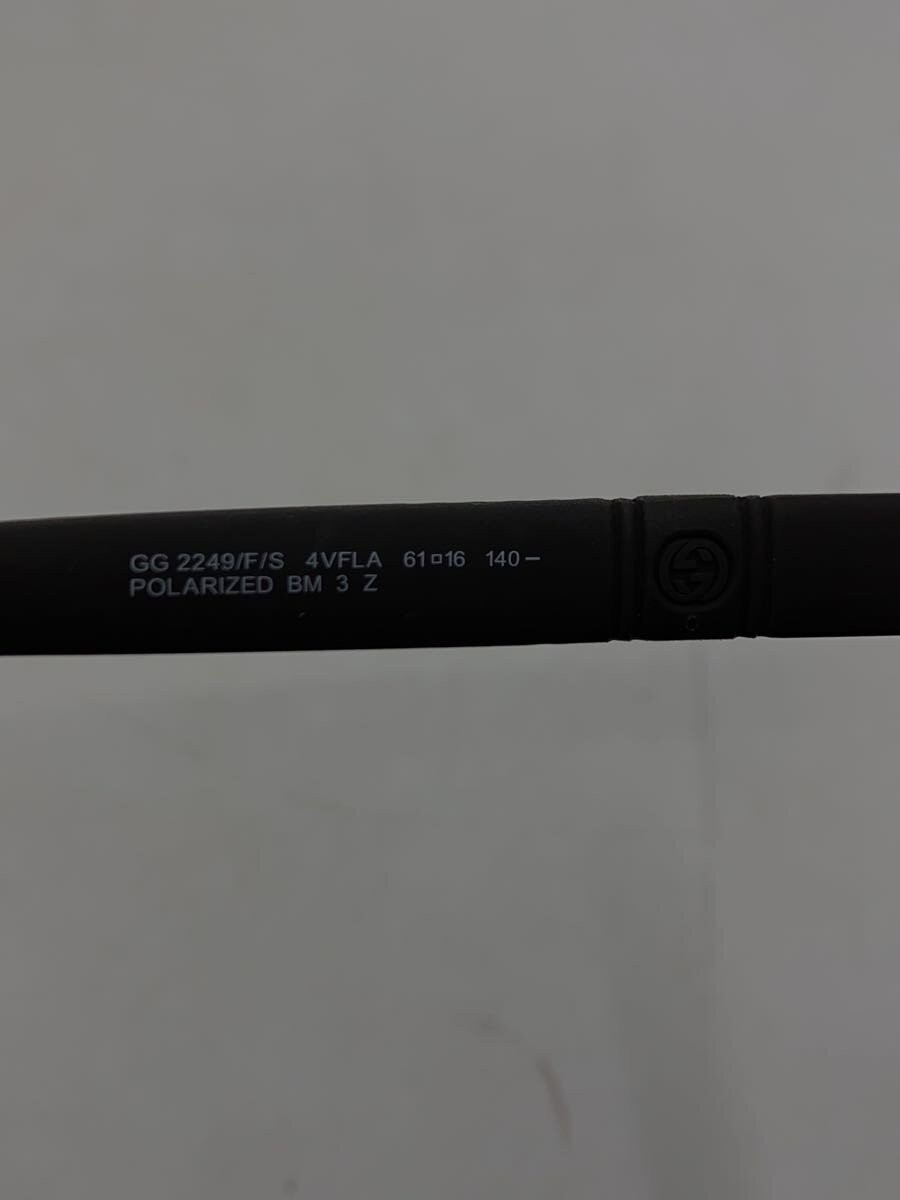 GG 2249/F/S 4VFLA 61□16 140-
POLARIZED BM 3 Z